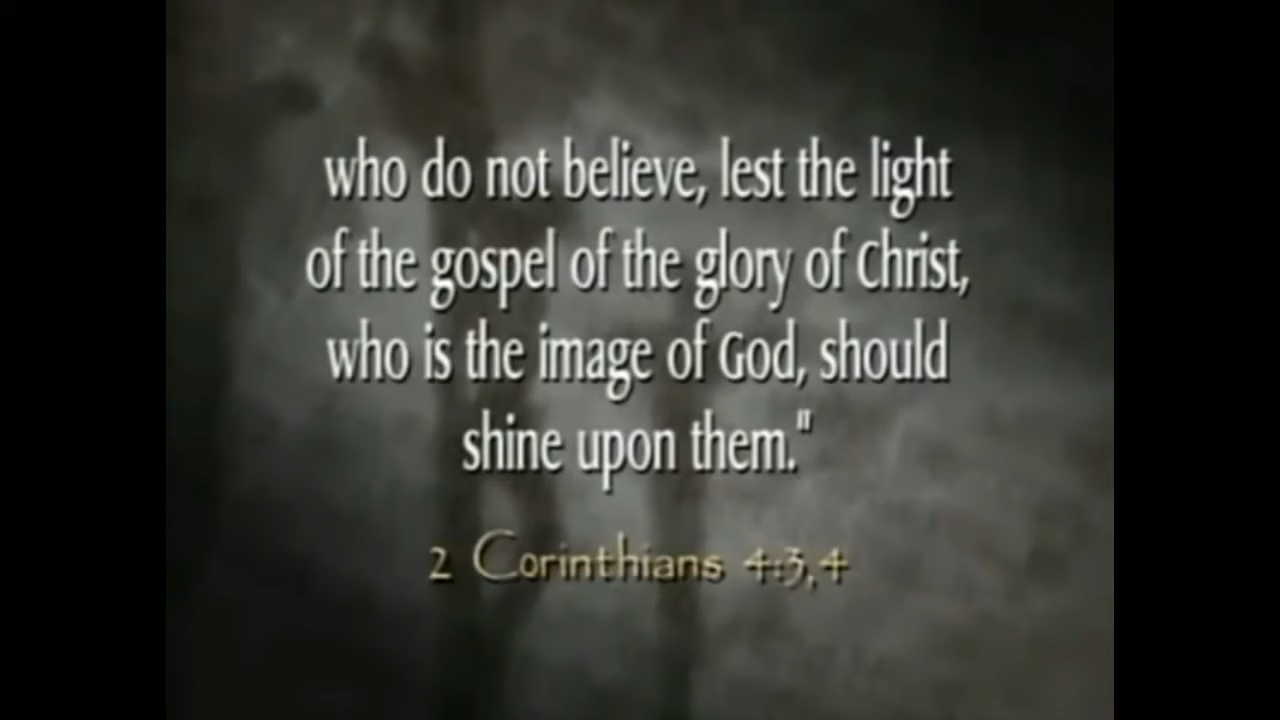 who do not believe, lest the light
of the gospel of the glory of Christ,
who is the image of God, should
shine upon them."
2 Corinthians 4:3,4